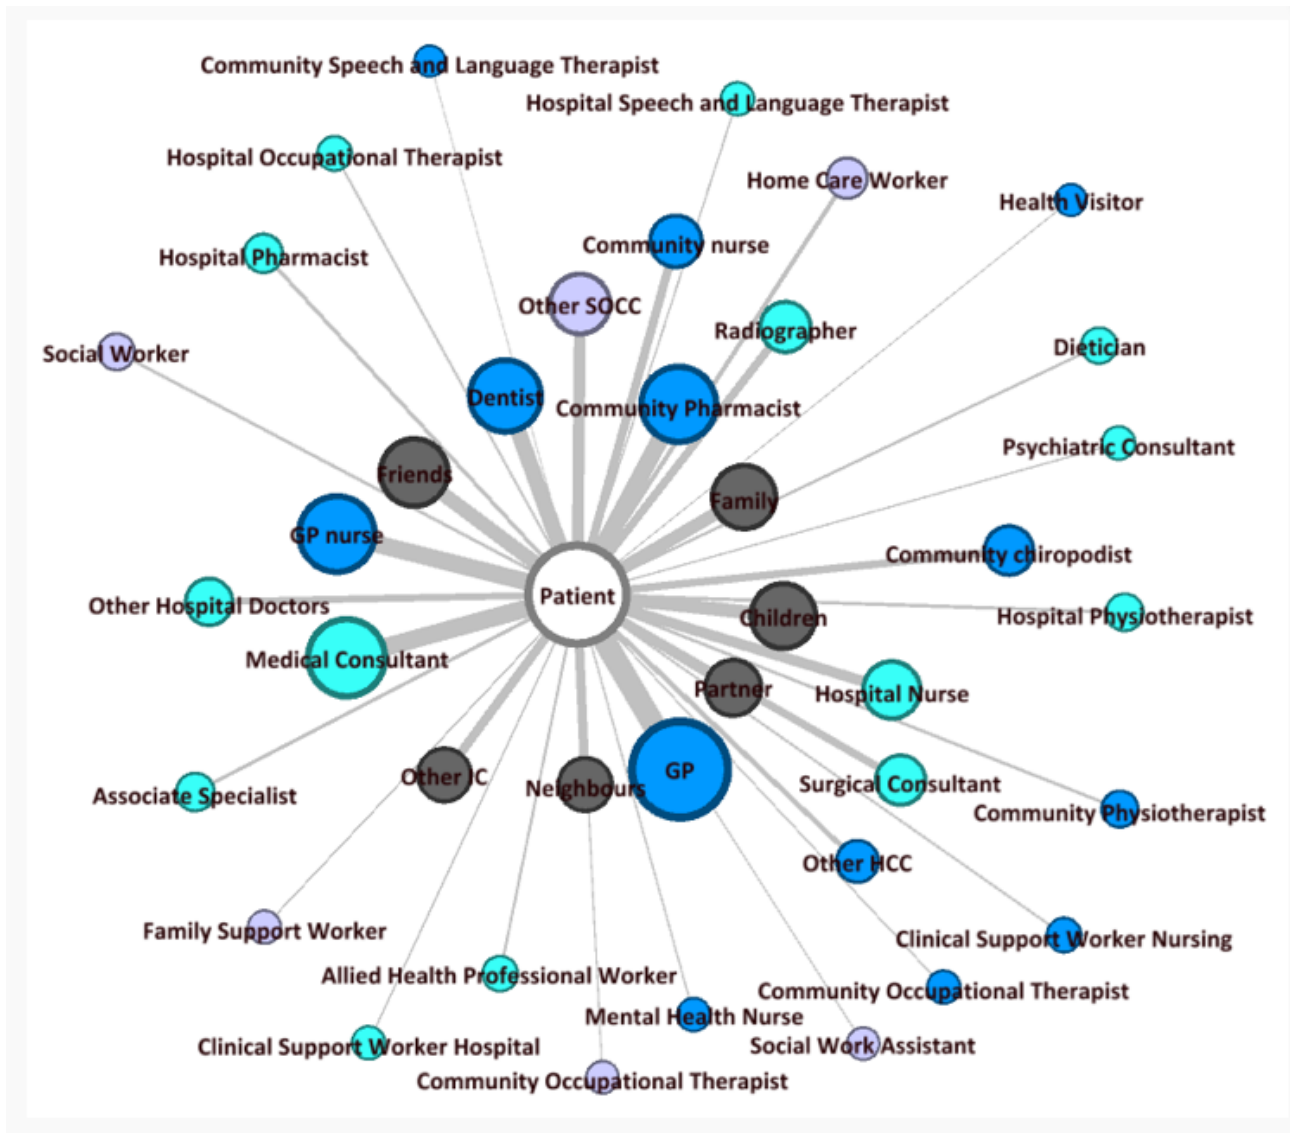 Community Speech and Language Therapist
Hospital Speech and Language Therapist
Hospital Occupational Therapist
Home Care Worker
Health Visitor
Community nurse
Hospital Pharmacist
Other SOCC
Radiographer
Social Worker
Dietician
Dentist
Community Pharmacist
Psychiatric Consultant
Friends
Family
GP nurse
Community chiropodist
Patient
Other Hospital Doctors
Children
Hospital Physiotherapist
Medical Consultant
Partner
Hospital Nurse
GP
Other IC
Neighbours
Surgical Consultant
Associate Specialist
Community Physiotherapist
Other HCC
Family Support Worker
Clinical Support Worker Nursing
Allied Health Professional Worker
Community Occupational Therapist
Mental Health Nurse
Clinical Support Worker Hospital
Social Work Assistant
Community Occupational Therapist